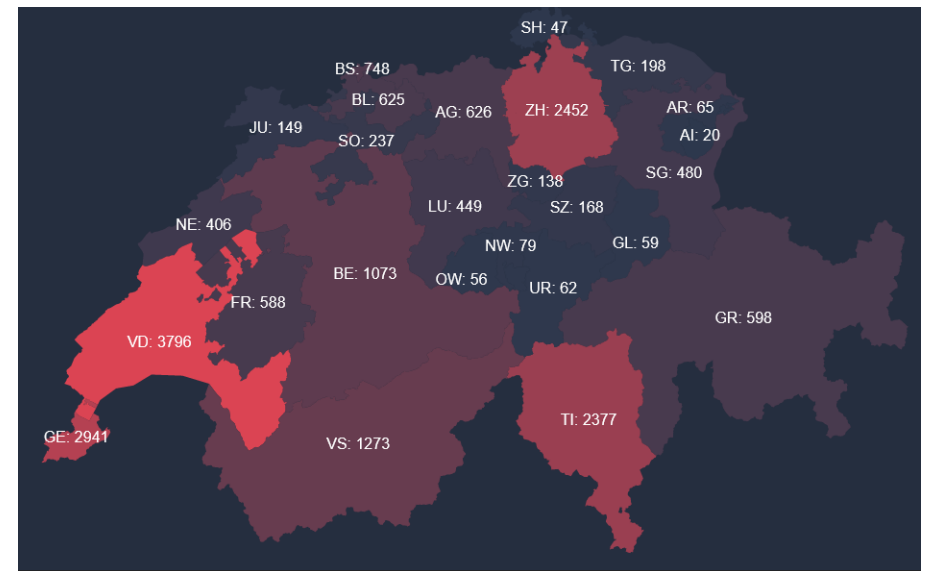 SH: 47
BS: 748
TG: 198
BL: 625
AG: 626
ZH: 2452
AR: 65
JU: 149
SO: 237
AI: 20
ZG: 138
SG: 480
LU: 449
SZ: 168
NE: 406
NW: 79
GL: 59
BE: 1073
OW: 56
UR: 62
FR: 588
GR: 598
VD: 3796
TI: 2377
GE: 2941
VS: 1273